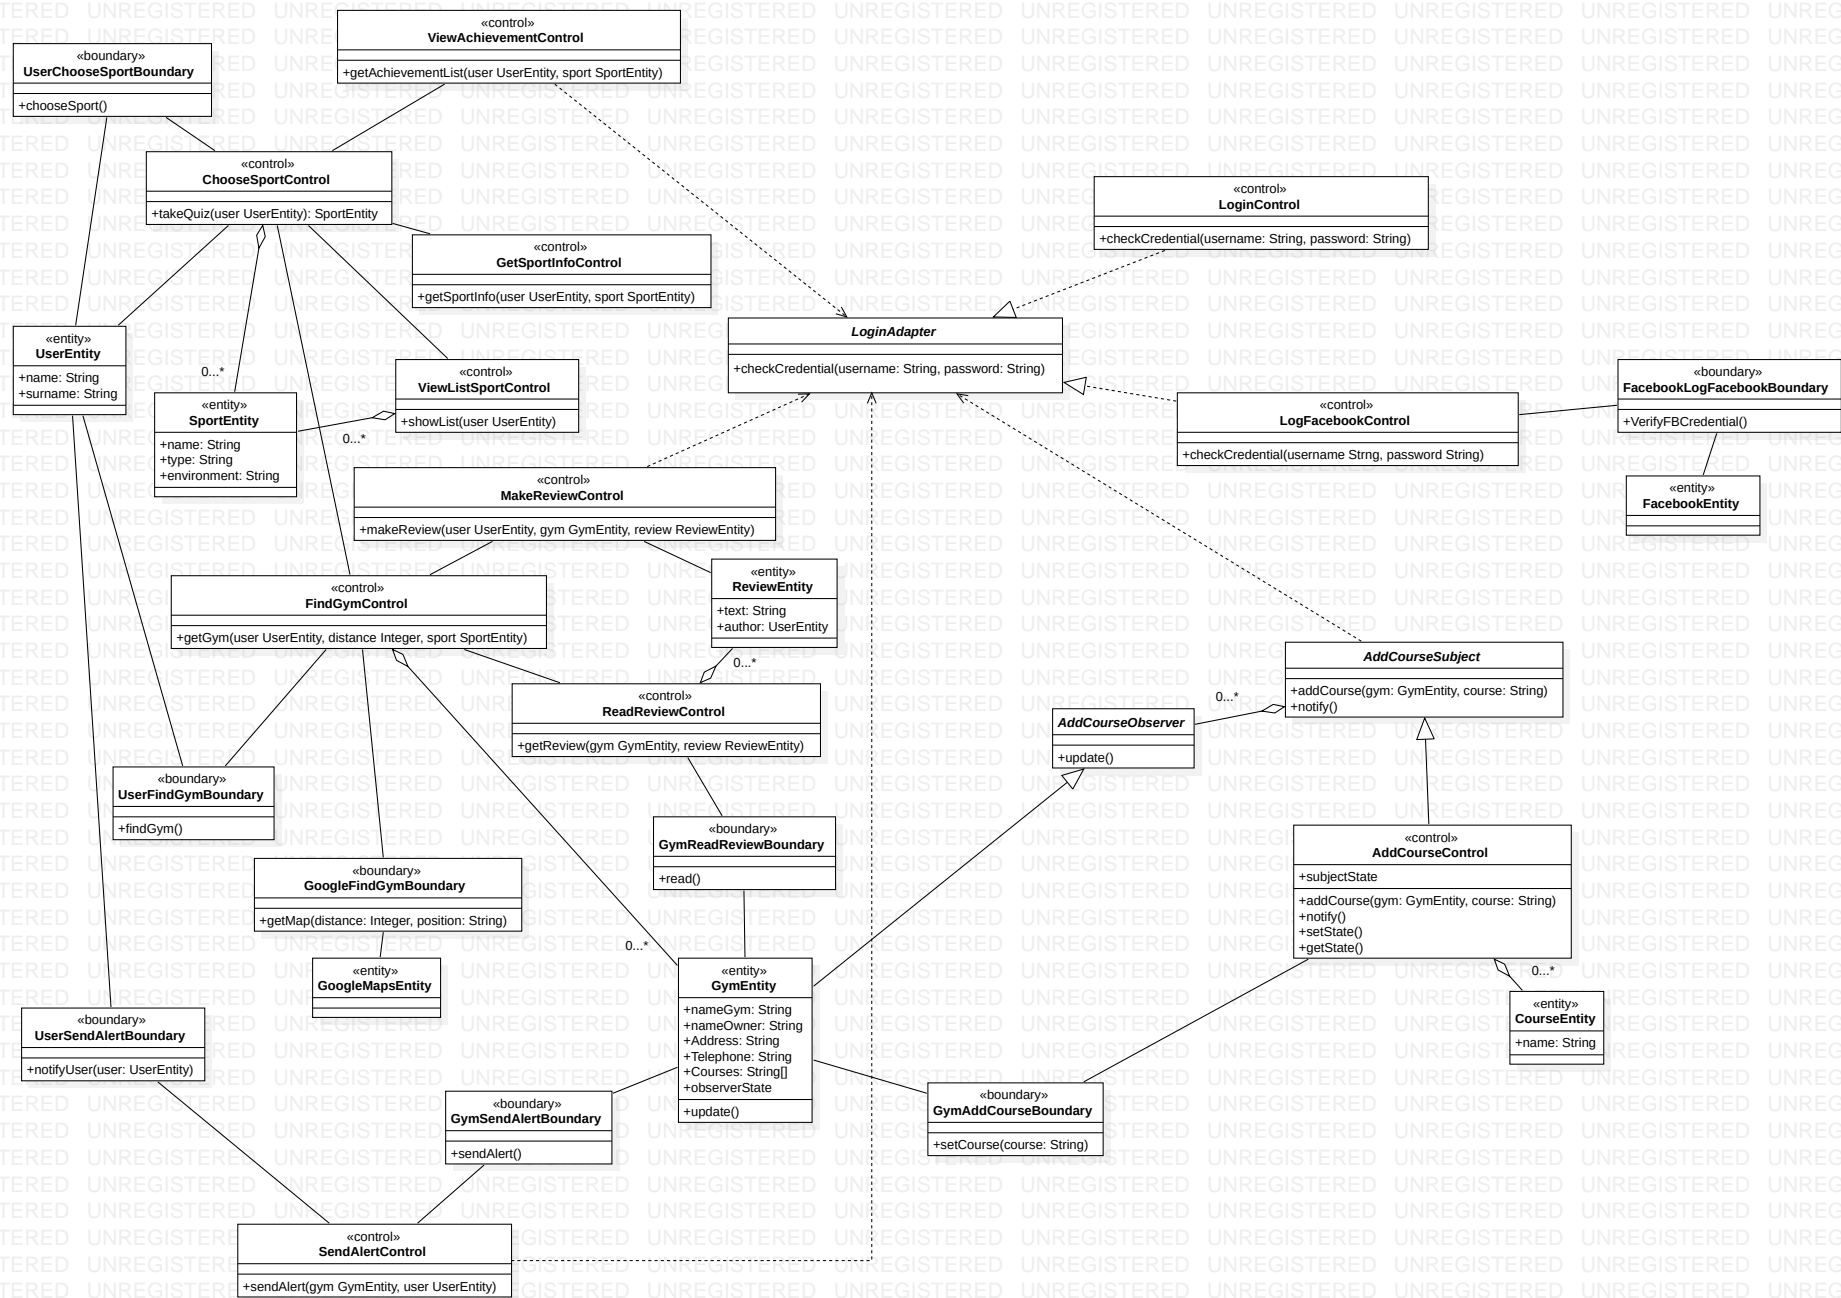 «control»
ViewAchievementControl
+getAchievementList(user UserEntity, sport SportEntity)
«boundary»
UserChooseSportBoundary
+chooseSport()
«control»
ChooseSportControl
+takeQuiz(user UserEntity): SportEntity
«control»
LoginControl
+checkCredential(username: String, password: String)
«control»
GetSportInfoControl
+getSportInfo(user UserEntity, sport SportEntity)
«entity»
UserEntity
+name: String
+surname: String
LoginAdapter
+checkCredential(username: String, password: String)
0...*
«control»
ViewListSportControl
+showList(user UserEntity)
«boundary»
FacebookLogFacebookBoundary
+VerifyFBCredential()
«entity»
SportEntity
+name: String
+type: String
+environment: String
0...*
«control»
LogFacebookControl
+checkCredential(username Strng, password String)
«control»
MakeReviewControl
+makeReview(user UserEntity, gym GymEntity, review ReviewEntity)
«entity»
FacebookEntity
«entity»
ReviewEntity
+text: String
+author: UserEntity
«control»
FindGymControl
+getGym(user UserEntity, distance Integer, sport SportEntity)
0...*
AddCourseSubject
+addCourse(gym: GymEntity, course: String)
+notify()
«control»
ReadReviewControl
+getReview(gym GymEntity, review ReviewEntity)
0...*
AddCourseObserver
+update()
«boundary»
UserFindGymBoundary
+findGym()
«boundary»
GymReadReviewBoundary
+read()
«control»
AddCourseControl
+subjectState
+addCourse(gym: GymEntity, course: String)
+notify()
+setState()
+getState()
«boundary»
GoogleFindGymBoundary
+getMap(distance: Integer, position: String)
0...*
«entity»
GoogleMapsEntity
«entity»
GymEntity
+nameGym: String
+nameOwner: String
+Address: String
+Telephone: String
+Courses: String[]
+observerState
+update()
0...*
«entity»
CourseEntity
+name: String
«boundary»
UserSendAlertBoundary
+notifyUser(user: UserEntity)
«boundary»
GymSendAlertBoundary
+sendAlert()
«boundary»
GymAddCourseBoundary
+setCourse(course: String)
«control»
SendAlertControl
+sendAlert(gym GymEntity, user UserEntity)